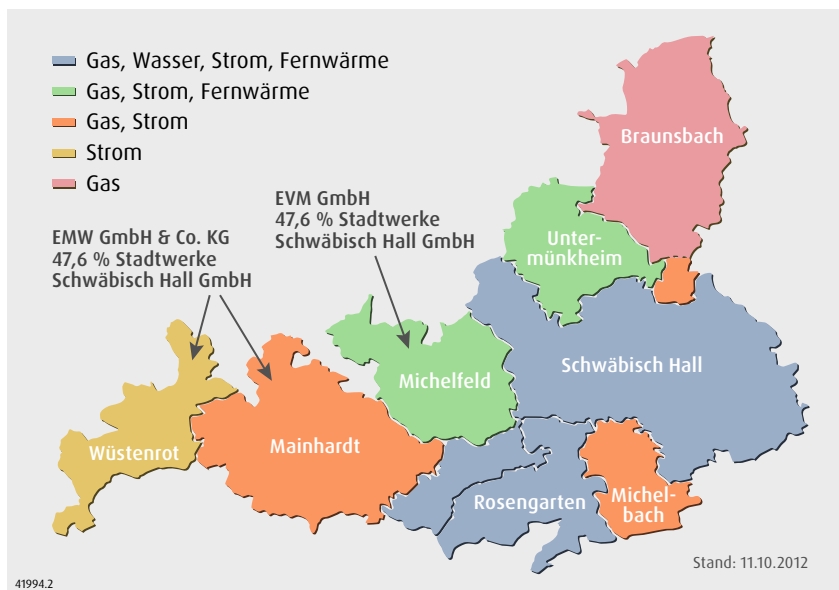 Gas, Wasser, Strom, Fernwärme
Gas, Strom, Fernwärme
Gas, Strom
Strom
Gas
EVM GmbH
47,6 % Stadtwerke
Schwäbisch Hall GmbH
EMW GmbH & Co. KG
47,6 % Stadtwerke
Schwäbisch Hall GmbH
Braunsbach
Unter-
münkheim
Schwäbisch Hall
Michelfeld
Mainhardt
Wüstenrot
Rosengarten
Michel-
bach
Stand: 11.10.2012
41994.2